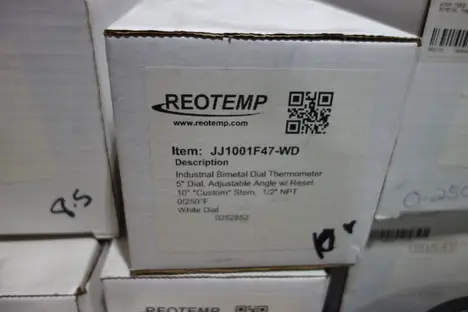 REOTEMP
www.reotemp.com
Item: JJ1001F47-WD
Description
Industrial Bimetal Dial Thermometer
5" Dial, Adjustable Angle w/ Reset
10" "Custom" Stem, 1/2" NPT
0/250°F
White Dial
0252852
REOTEMP